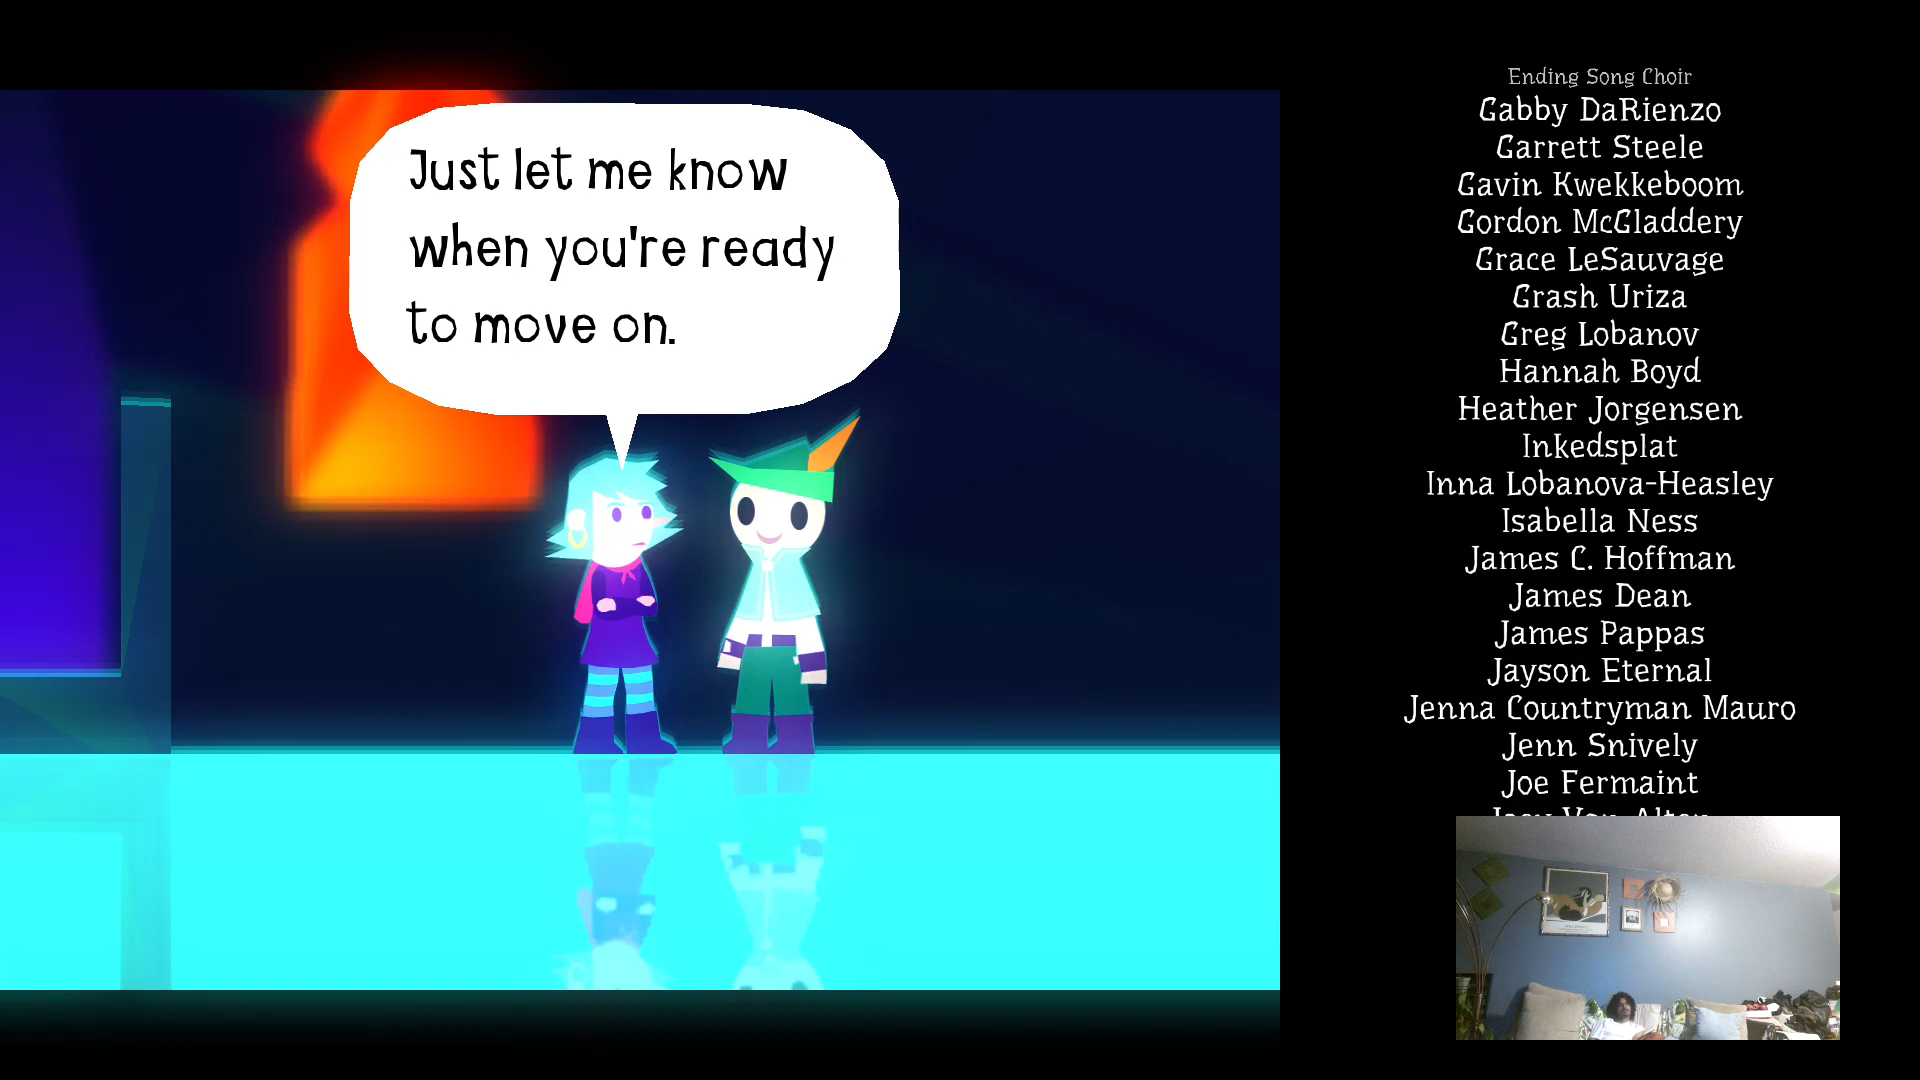 Just let me know
when you're ready
to move on.
Ending Song Choir
Gabby DaRienzo
Garrett Steele
Gavin Kwekkeboom
Gordon McGladdery
Grace LeSauvage
Grash Uriza
Greg Lobanov
Hannah Boyd
Heather Jorgensen
Inkedsplat
Inna Lobanova-Heasley
Isabella Ness
James C. Hoffman
James Dean
James Pappas
Jayson Eternal
Jenna Countryman Mauro
Jenn Snively
Joe Fermaint